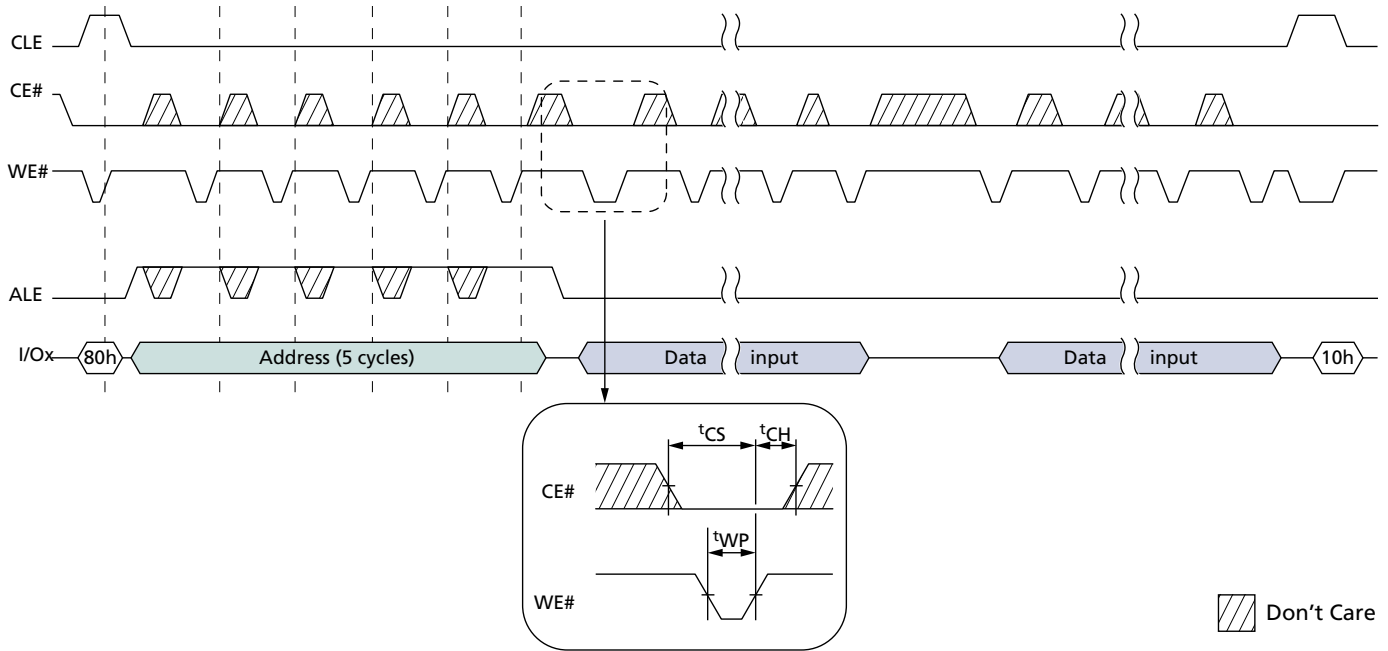 CLE
CE#
WE#
ALE
I/Ox
80h
Address (5 cycles)
Data input
Data input
10h
tCS
tCH
CE#
tWP
WE#
Don't Care